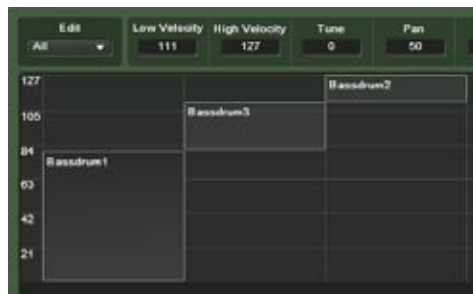 Edit Low Velocity High Velocity Tune Pan
All 111 127 0 50
127 Bassdrum2
105 Bassdrum3
84
Bassdrum1
63
42
21